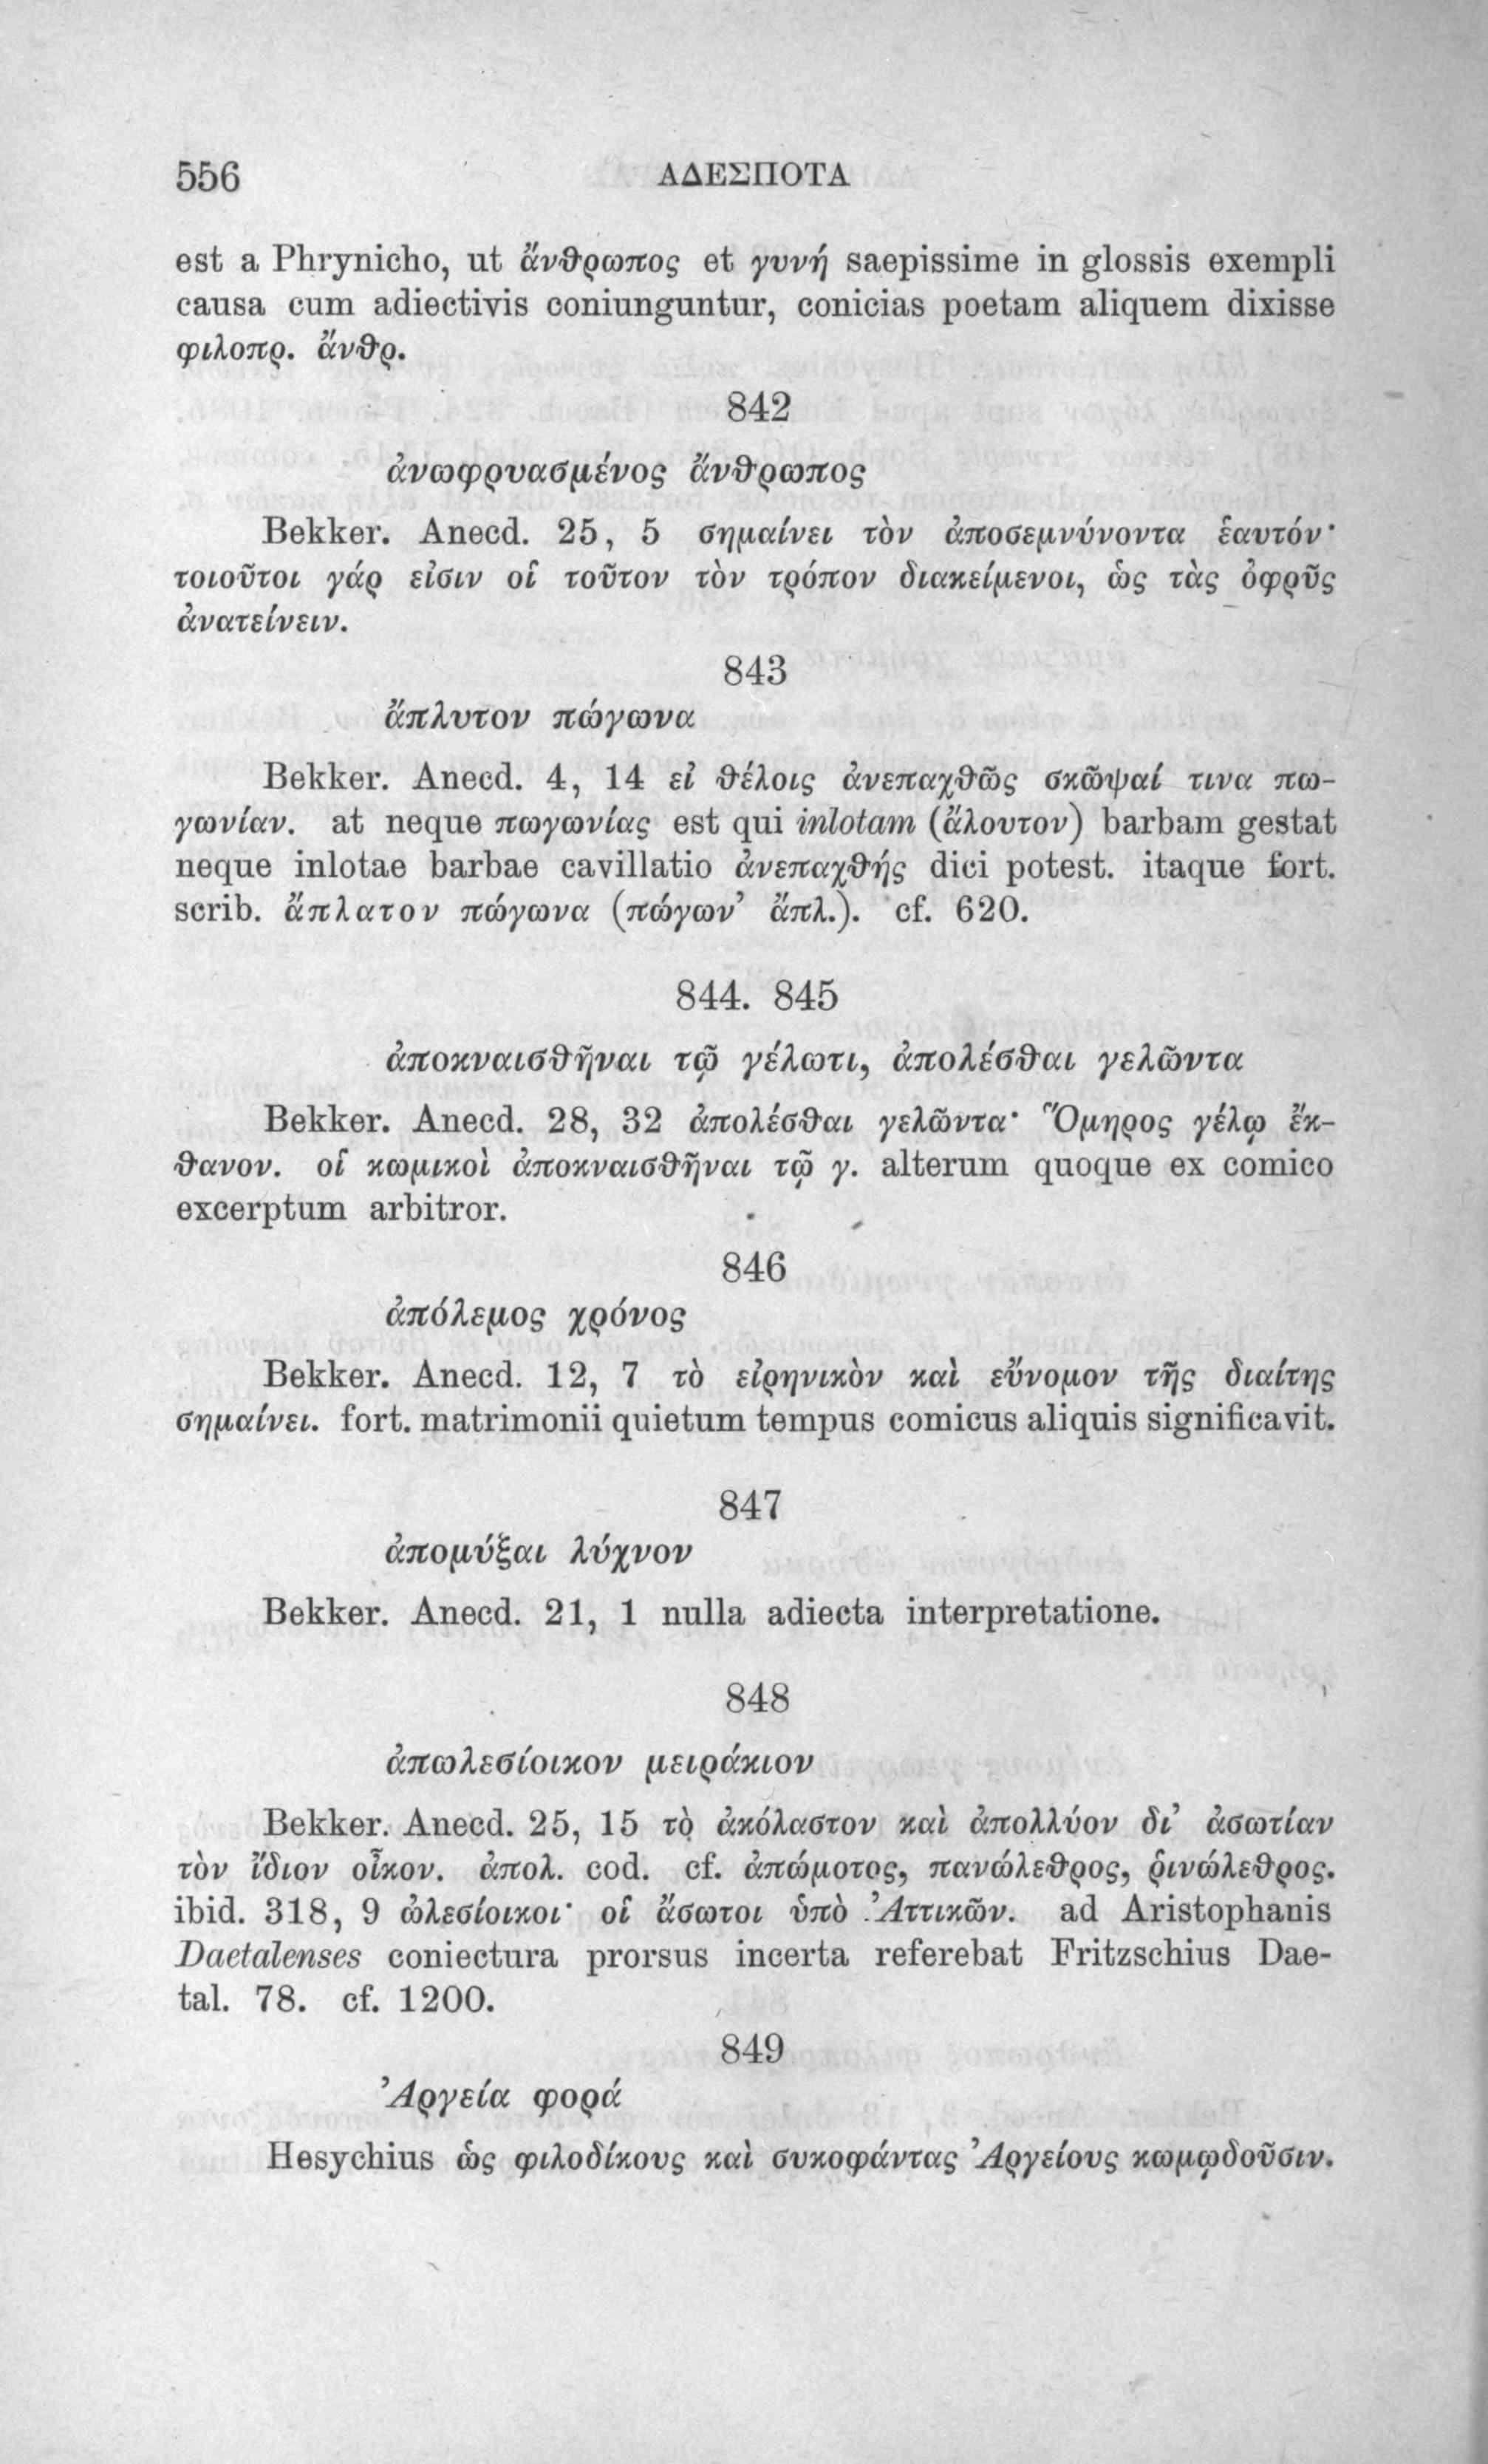 556 ΑΔΕΣΠΟΤΑ
est a Phrynicho, ut ἄνθρωπος et γυνή saepissime in glossis exempli
causa cum adiectivis coniunguntur, conicias poetam aliquem dixisse
φιλοπρ. ἄνθρ.
842
ἀνωφρυασμένος ἄνθρωπος
Bekker. Anecd. 25, 5 σημαίνει τὸν ἀποσεμνύνοντα ἑαυτόν·
τοιοῦτοι γάρ εἰσιν οἱ τοῦτον τὸν τρόπον διακείμενοι, ὡς τὰς ὀφρῦς
ἀνατείνειν.
843
ἄπλυτον πώγωνα
Bekker. Anecd. 4, 14 εἰ θέλοις ἀνεπαχθῶς σκῶψαί τινα πω-
γωνίαν. at neque πωγωνίας est qui inlotam (ἄλουτον) barbam gestat
neque inlotae barbae cavillatio ἀνεπαχθής dici potest. itaque fort.
scrib. ἄπλατον πώγωνα (πώγων’ ἄπλ.). cf. 620.
844. 845
ἀποκναισθῆναι τῷ γέλωτι, ἀπολέσθαι γελῶντα
Bekker. Anecd. 28, 32 ἀπολέσθαι γελῶντα· Ὅμηρος γέλῳ ἔκ-
θανον. οἱ κωμικοὶ ἀποκναισθῆναι τῷ γ. alterum quoque ex comico
excerptum arbitror.
846
ἀπόλεμος χρόνος
Bekker. Anecd. 12, 7 τὸ εἰρηνικὸν καὶ εὔνομον τῆς διαίτης
σημαίνει. fort. matrimonii quietum tempus comicus aliquis significavit.
847
ἀπομύξαι λύχνον
Bekker. Anecd. 21, 1 nulla adiecta interpretatione.
848
ἀπωλεσίοικον μειράκιον
Bekker. Anecd. 25, 15 τὸ ἀκόλαστον καὶ ἀπολλύον δι’ ἀσωτίαν
τὸν ἴδιον οἶκον. ἀπολ. cod. cf. ἀπώμοτος, πανώλεθρος, ῥινώλεθρος.
ibid. 318, 9 ὠλεσίοικοι· οἱ ἄσωτοι ὑπὸ Ἀττικῶν. ad Aristophanis
Daetalenses coniectura prorsus incerta referebat Fritzschius Dae-
tal. 78. cf. 1200.
849
Ἀργεία φορά
Hesychius ὡς φιλοδίκους καὶ συκοφάντας Ἀργείους κωμῳδοῦσιν.